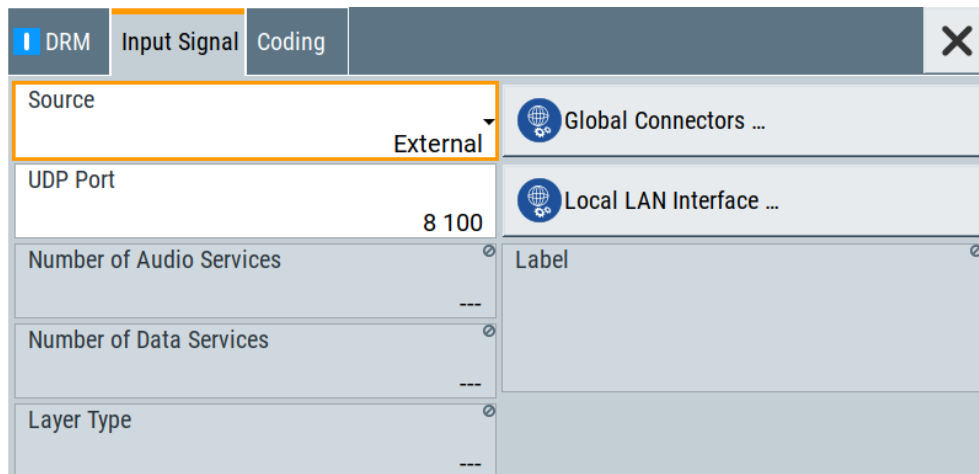 DRM Input Signal Coding
Source
External
Global Connectors ...
UDP Port
8 100
Local LAN Interface ...
Number of Audio Services
---
Label
Number of Data Services
---
Layer Type
---